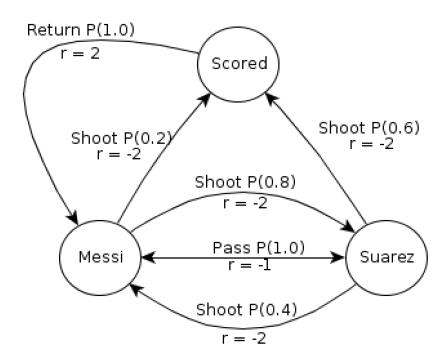 Return P(1.0)
r = 2
Scored
Shoot P(0.2)
r = -2
Shoot P(0.6)
r = -2
Shoot P(0.8)
r = -2
Messi
Pass P(1.0)
r = -1
Suarez
Shoot P(0.4)
r = -2